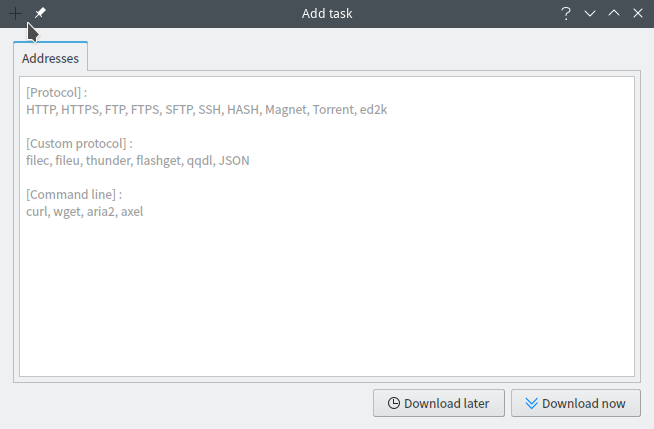 Add task
Addresses
[Protocol] :
HTTP, HTTPS, FTP, FTPS, SFTP, SSH, HASH, Magnet, Torrent, ed2k
[Custom protocol] :
filec, fileu, thunder, flashget, qqdl, JSON
[Command line] :
curl, wget, aria2, axel
Download later
Download now